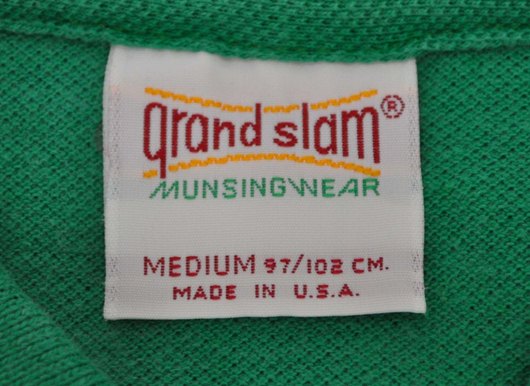 grand slam®
MUNSINGWEAR
MEDIUM 97/102 CM.
MADE IN U.S.A.